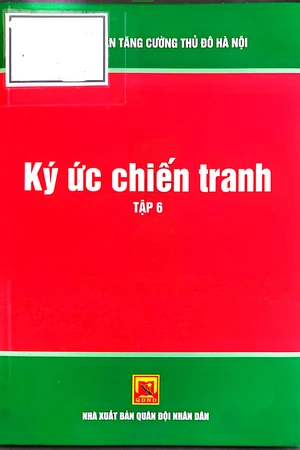 TĂNG CƯỜNG THỦ ĐÔ HÀ NỘI
Ký ức chiến tranh
TẬP 6
QĐND
NHÀ XUẤT BẢN QUÂN ĐỘI NHÂN DÂN